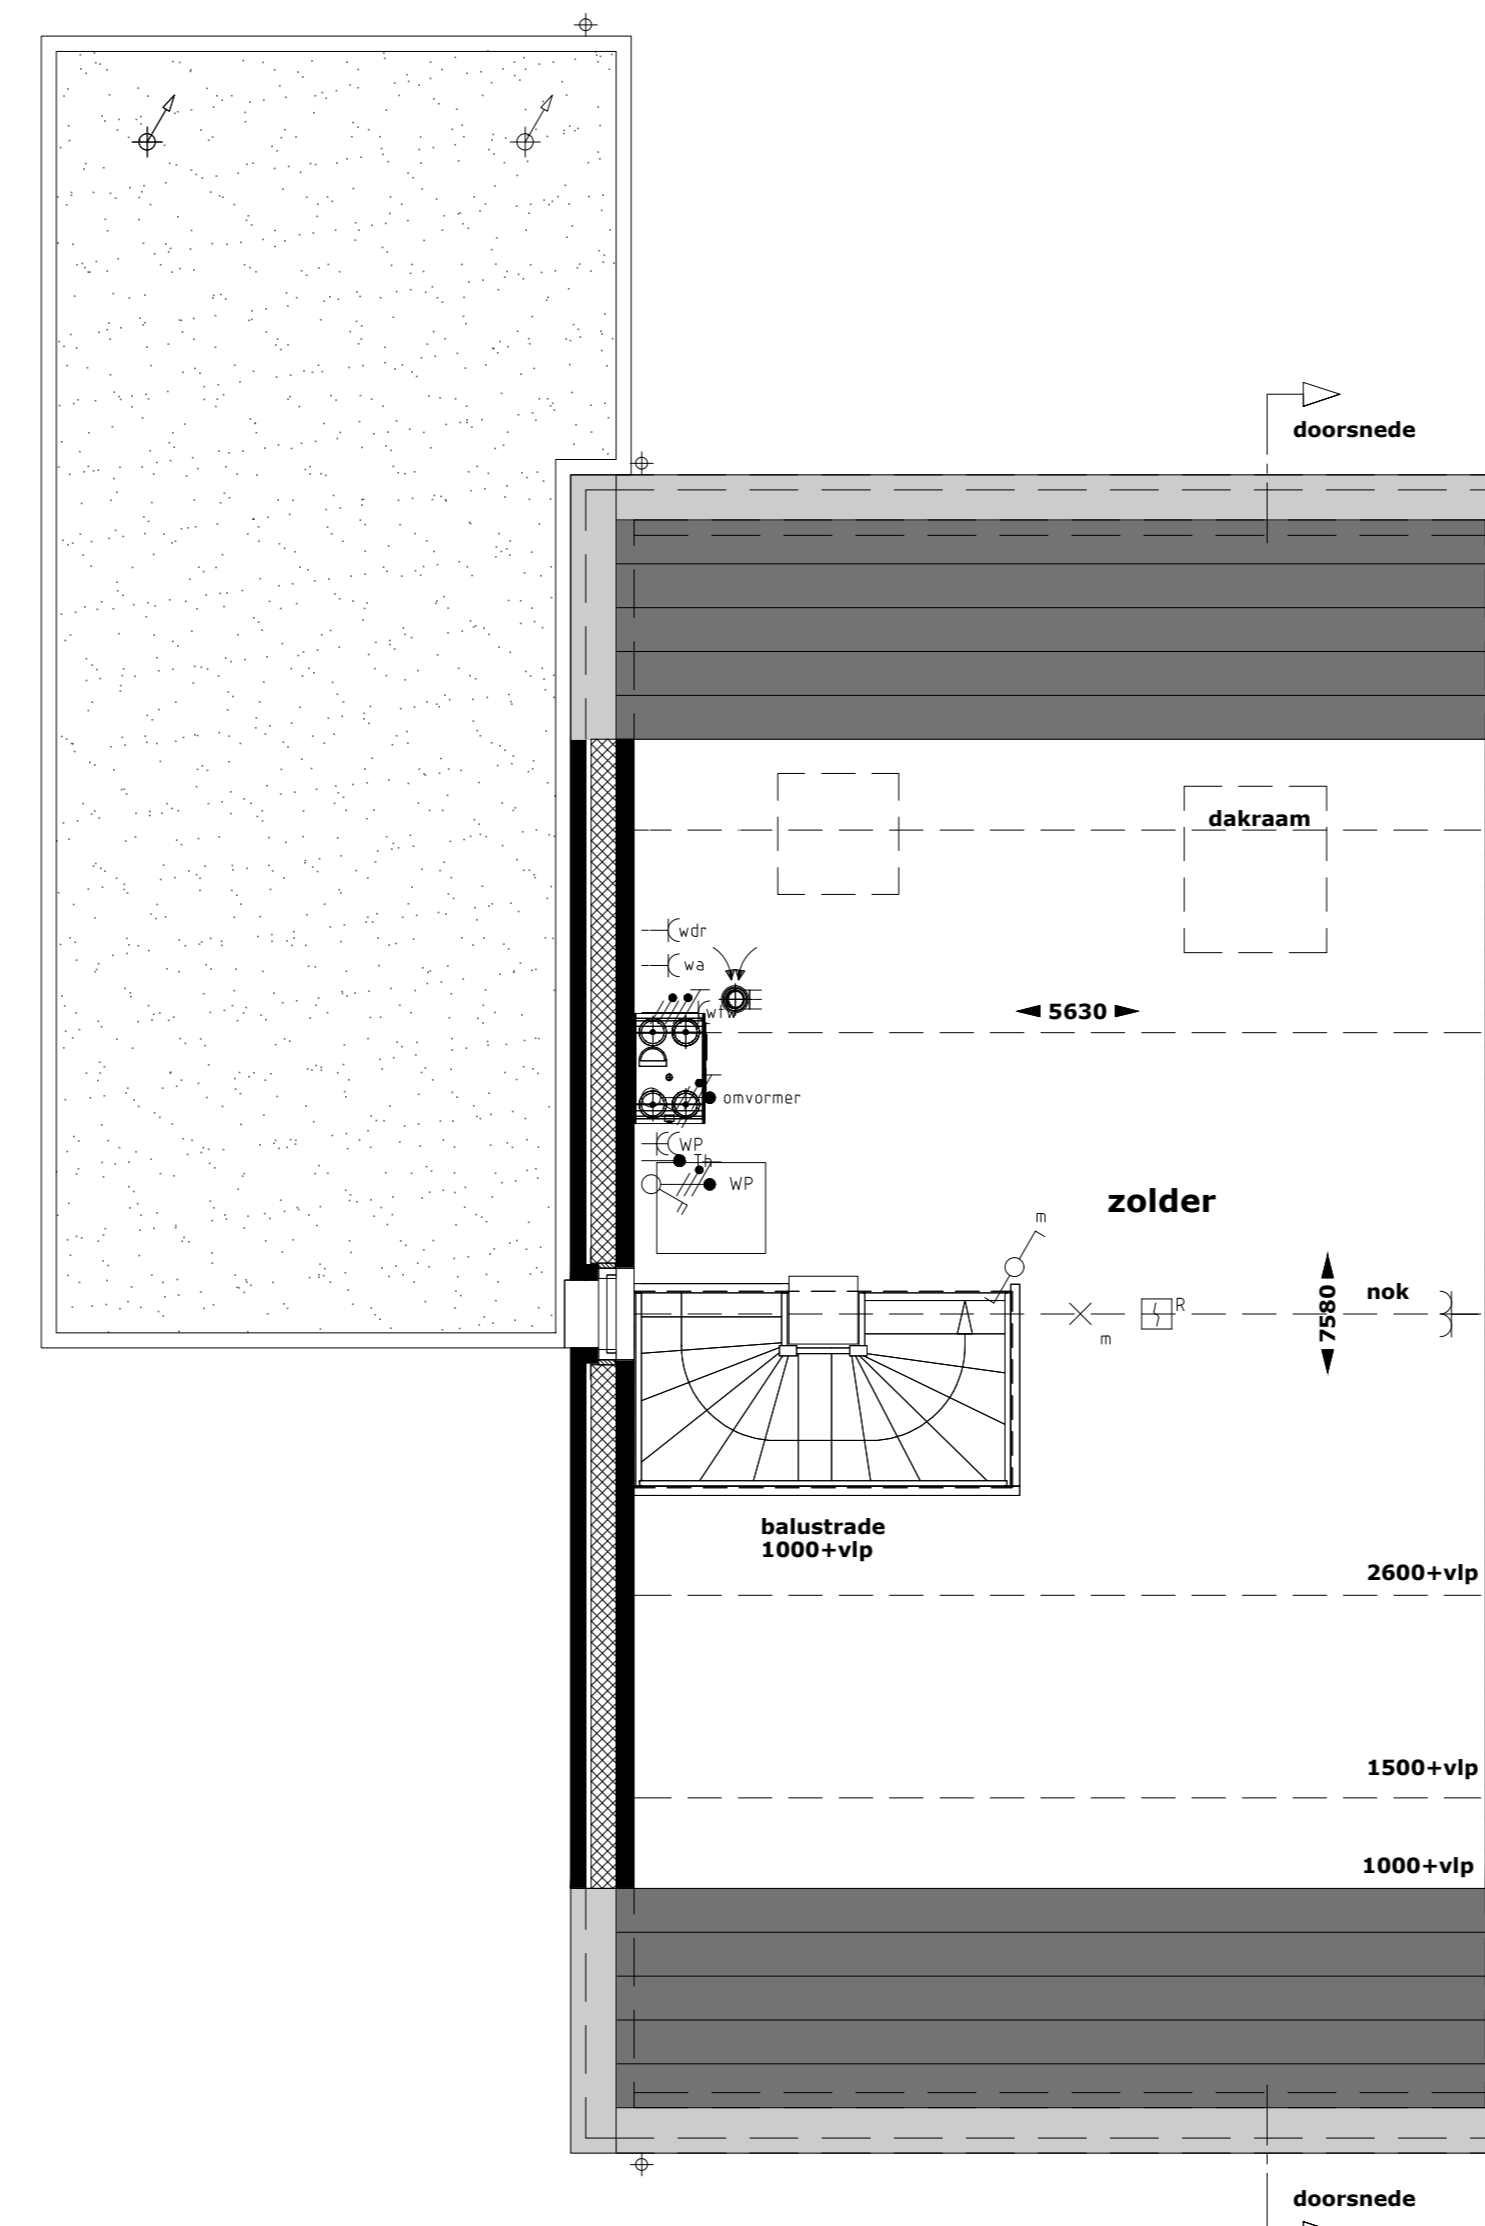 doorsnede
dakraam
wdr
wa
wtw
5630
omvormer
WP
Th
WP
zolder
m
R
nok
m
7580
balustrade
1000+vlp
2600+vlp
1500+vlp
1000+vlp
doorsnede